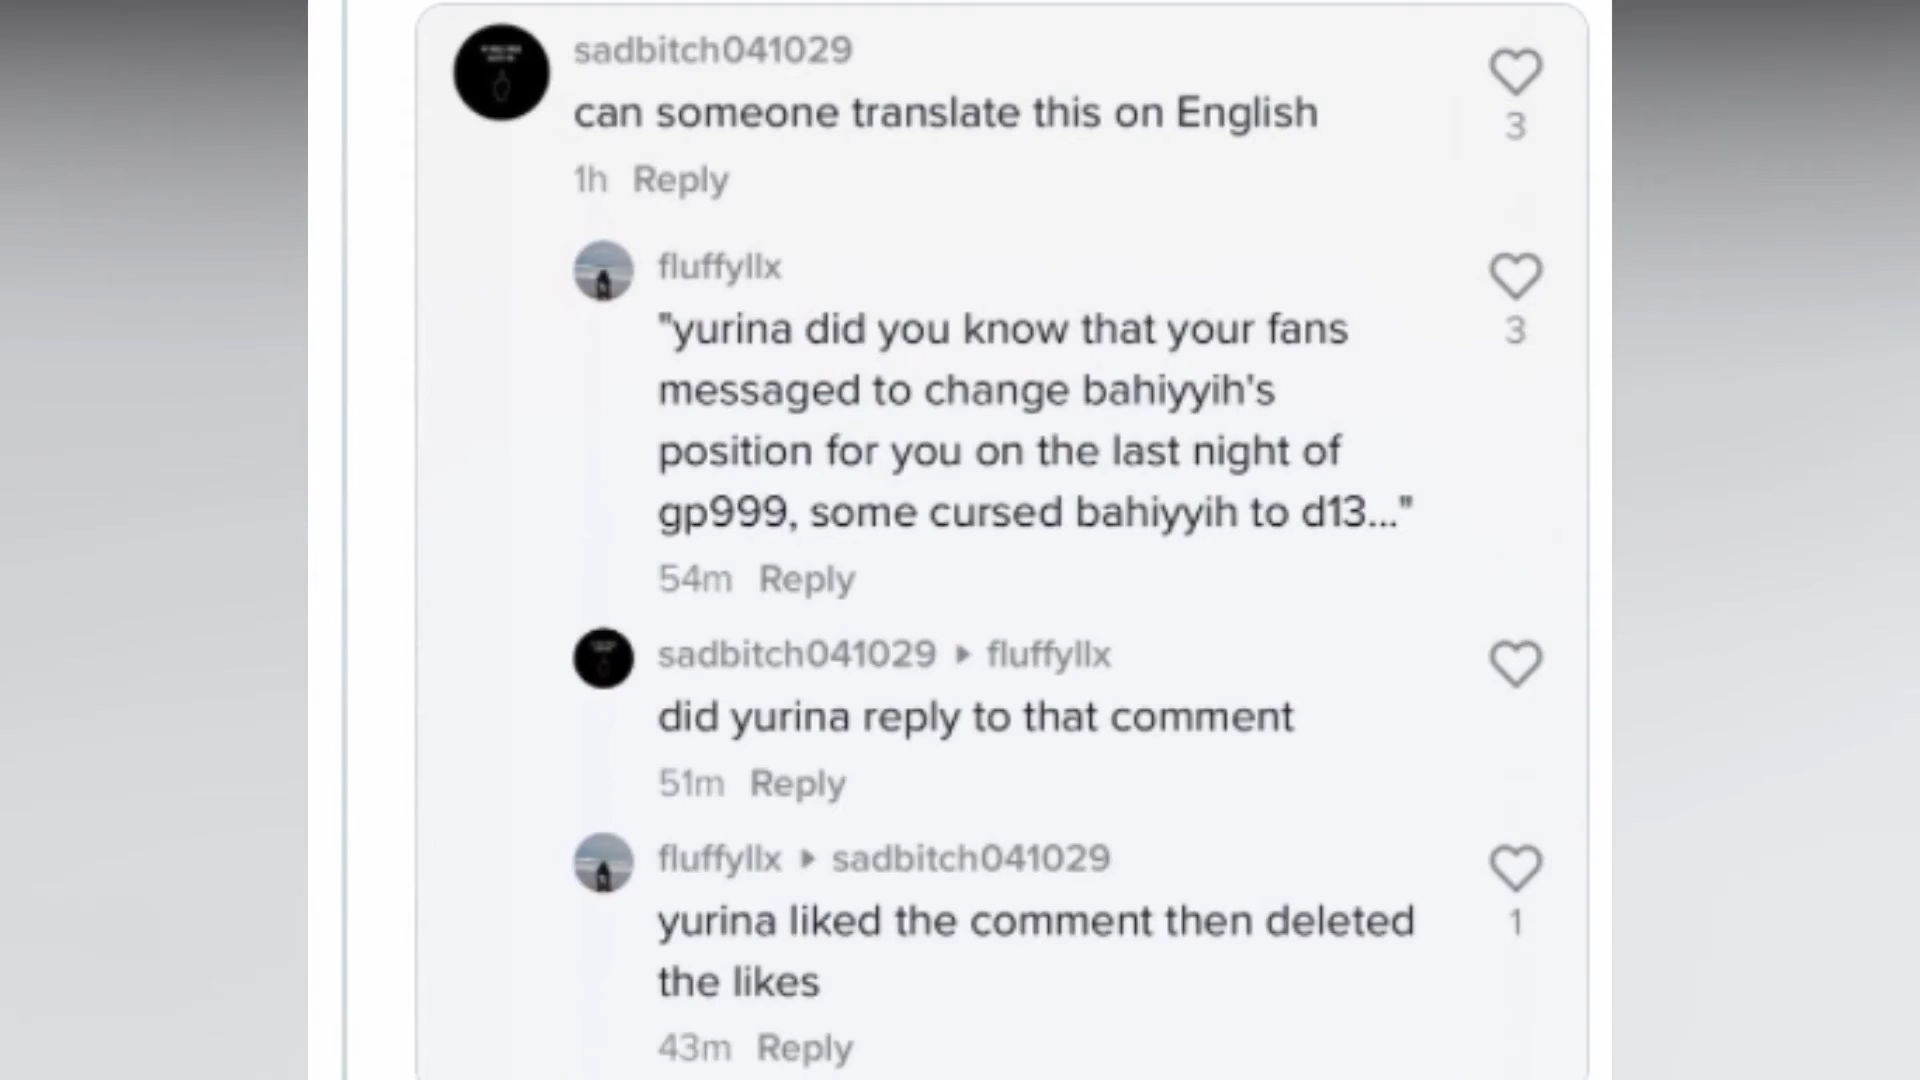 sadbitch041029
can someone translate this on English
3
1h Reply
fluffyllx
"yurina did you know that your fans
3
messaged to change bahiyyih's
position for you on the last night of
gp999, some cursed bahiyyih to d13..."
54m Reply
sadbitch041029 ▸ fluffyllx
did yurina reply to that comment
51m Reply
fluffyllx ▸ sadbitch041029
yurina liked the comment then deleted
1
the likes
43m Reply